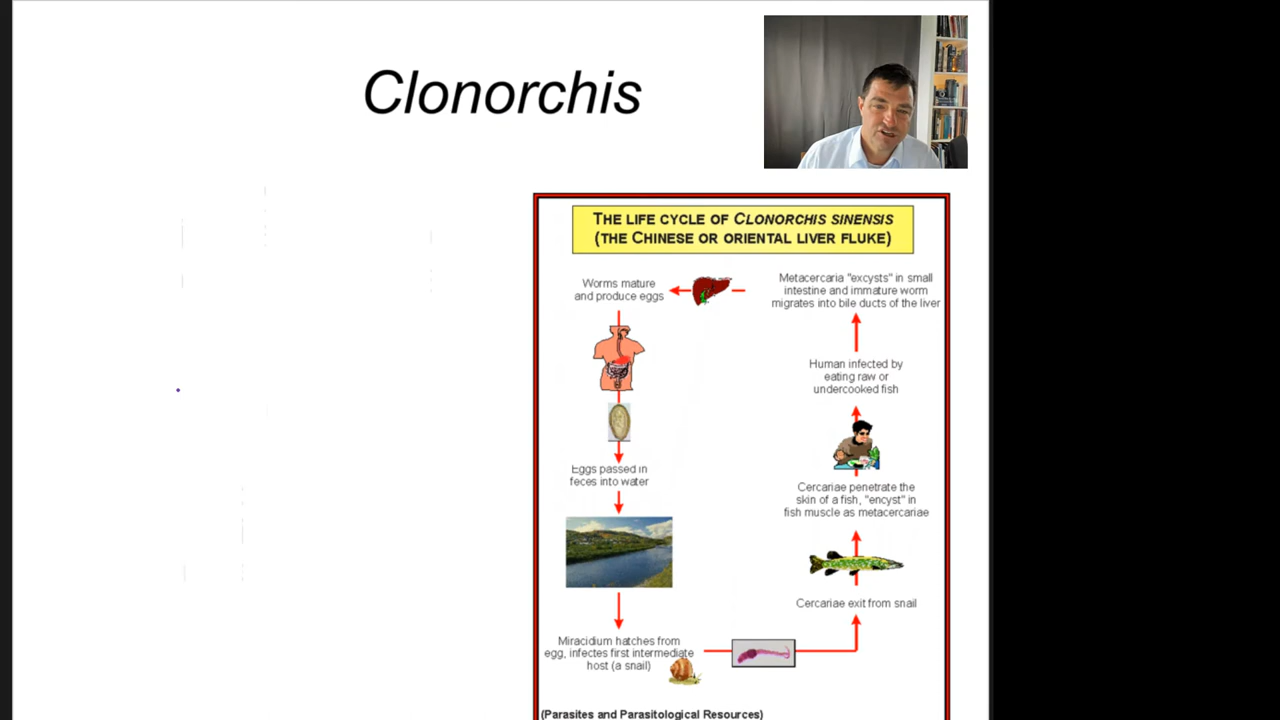 Clonorchis
THE LIFE CYCLE OF CLONORCHIS SINENSIS
(THE CHINESE OR ORIENTAL LIVER FLUKE)
Worms mature
and produce eggs
Eggs passed in
feces into water
Miracidium hatches from
egg, infectes first intermediate
host (a snail)
Cercariae exit from snail
Cercariae penetrate the
skin of a fish, "encyst" in
fish muscle as metacercariae
Human infected by
eating raw or
undercooked fish
Metacercaria "excysts" in small
intestine and immature worm
migrates into bile ducts of the liver
(Parasites and Parasitological Resources)